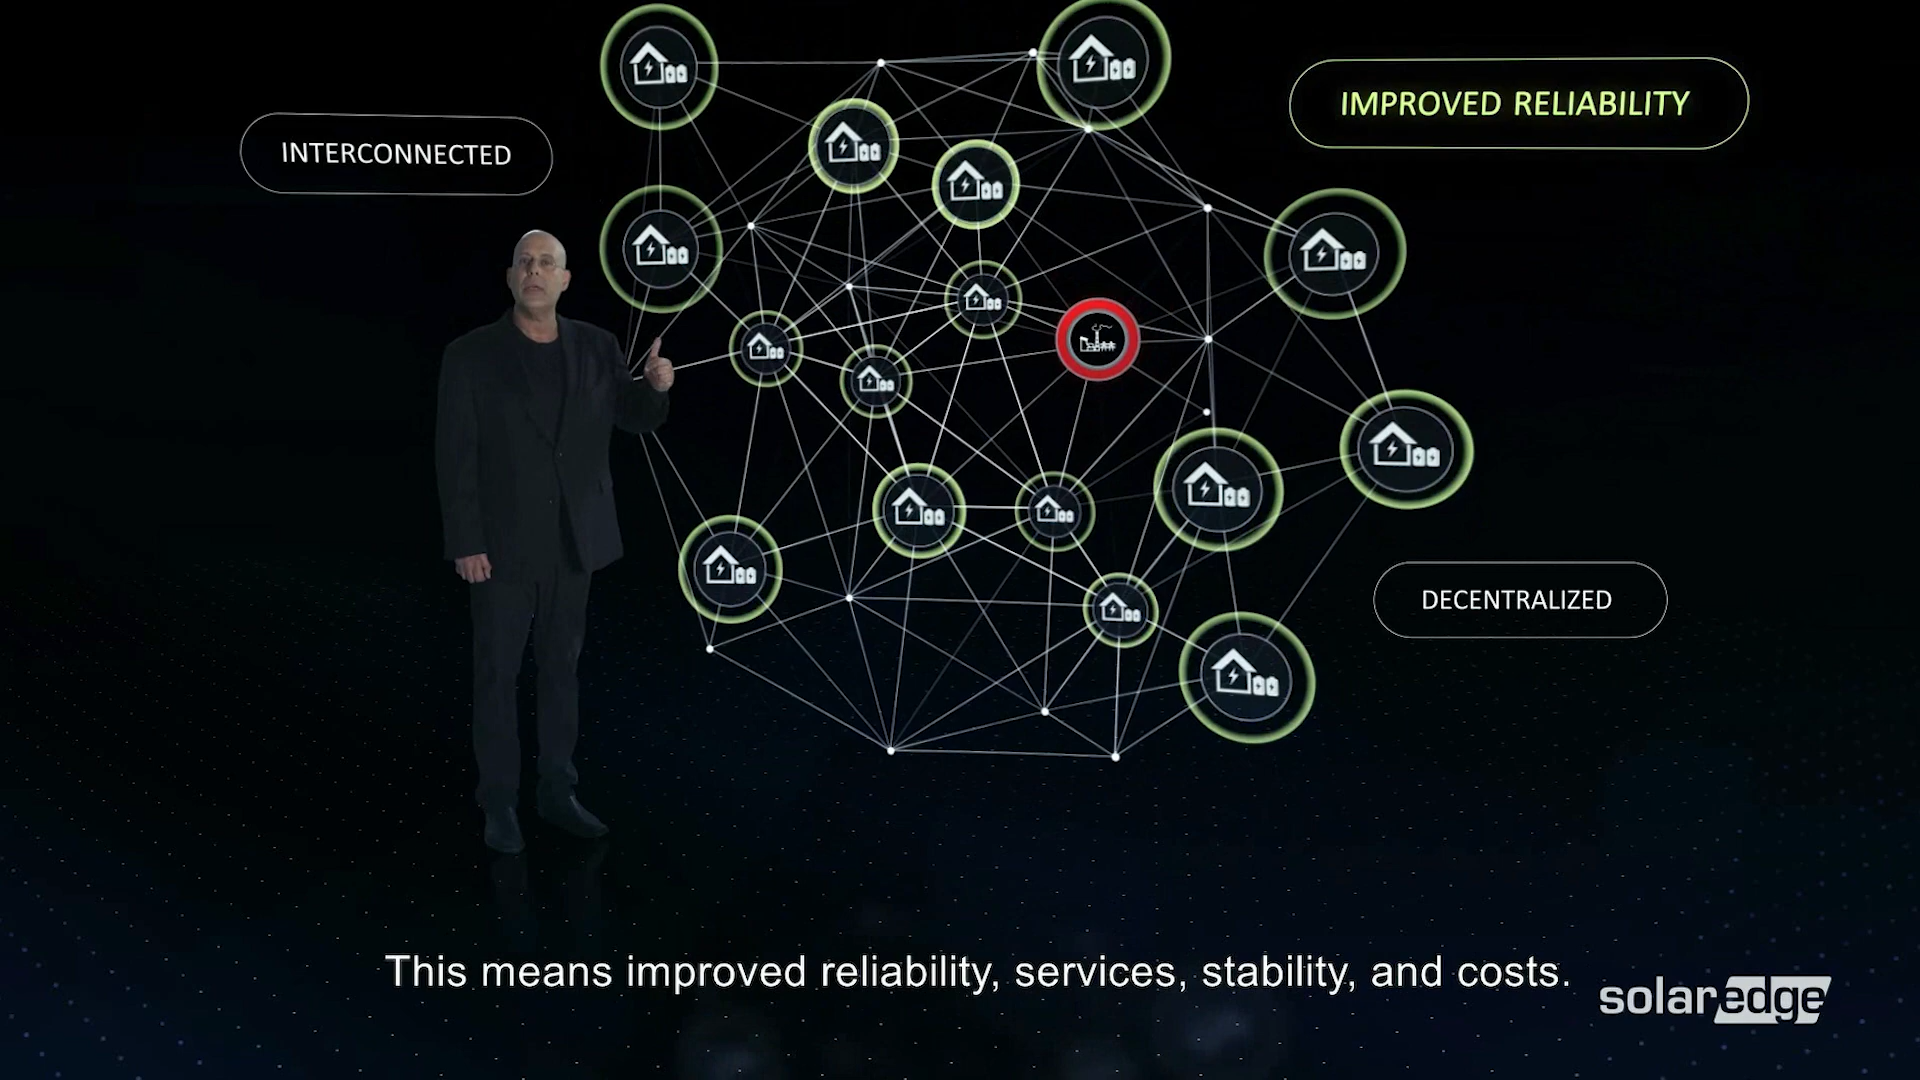 IMPROVED RELIABILITY
INTERCONNECTED
DECENTRALIZED
This means improved reliability, services, stability, and costs.
solaredge